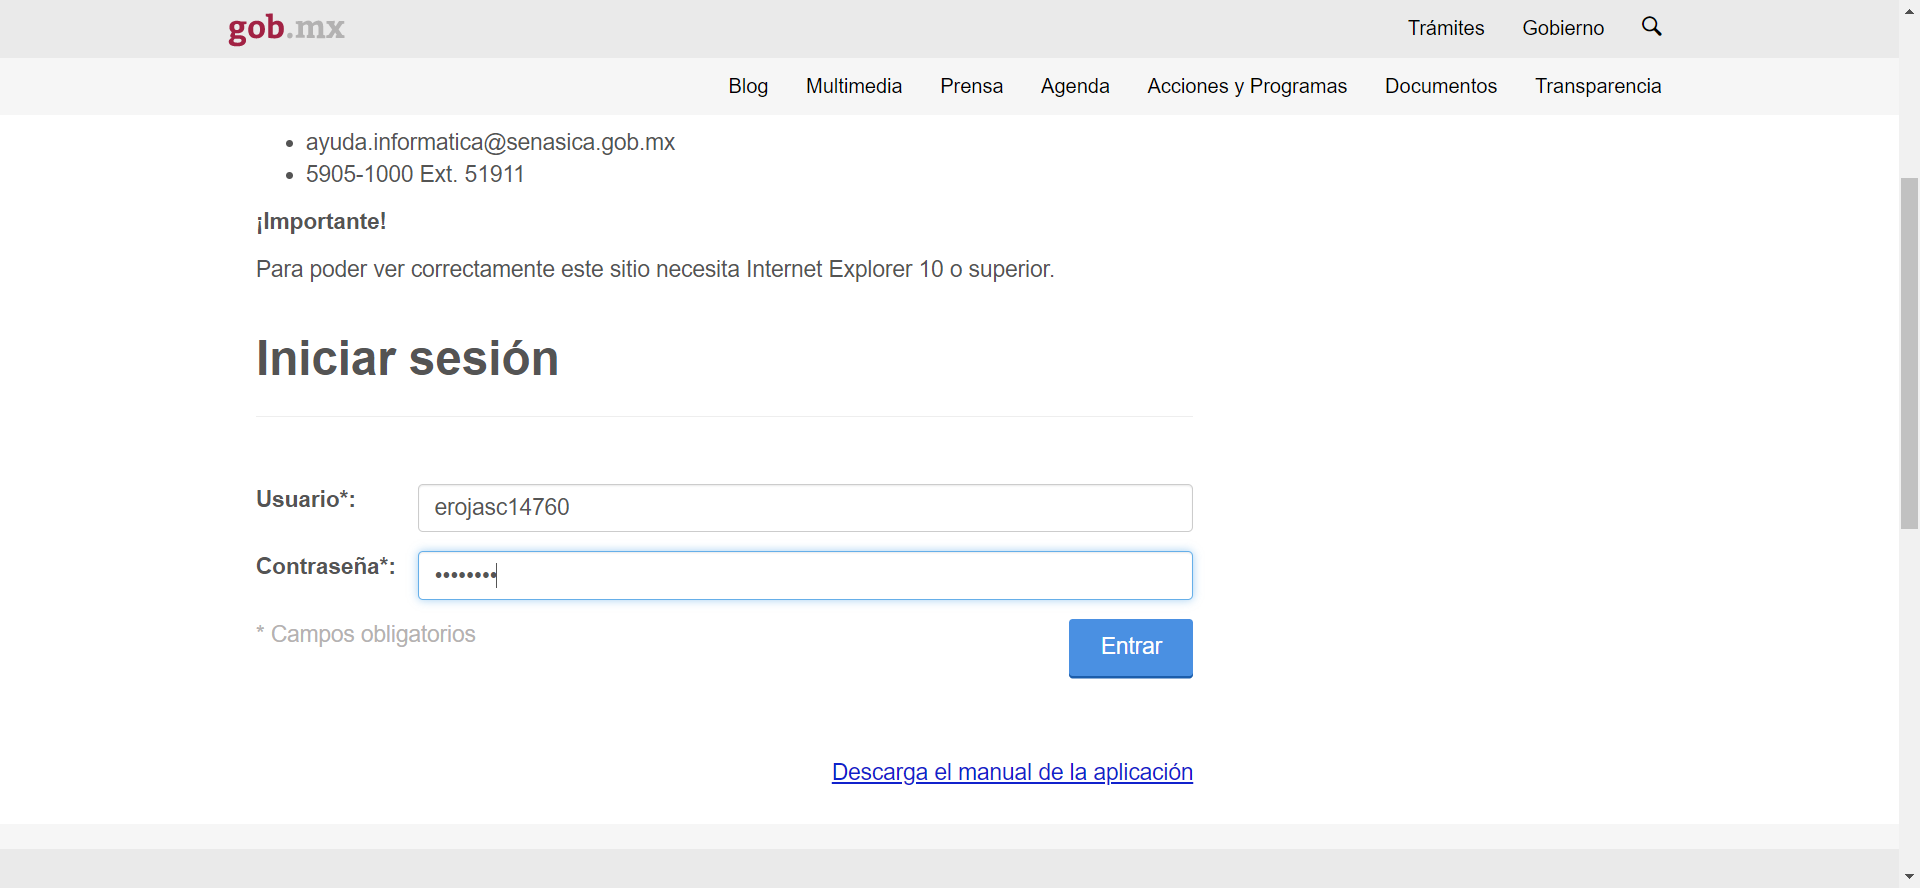 gob.mx
Trámites Gobierno
Blog Multimedia Prensa Agenda Acciones y Programas Documentos Transparencia
• ayuda.informatica@senasica.gob.mx
• 5905-1000 Ext. 51911
¡Importante!
Para poder ver correctamente este sitio necesita Internet Explorer 10 o superior.
Iniciar sesión
Usuario*: erojasc14760
Contraseña*: ••••••••
* Campos obligatorios
Entrar
Descarga el manual de la aplicación